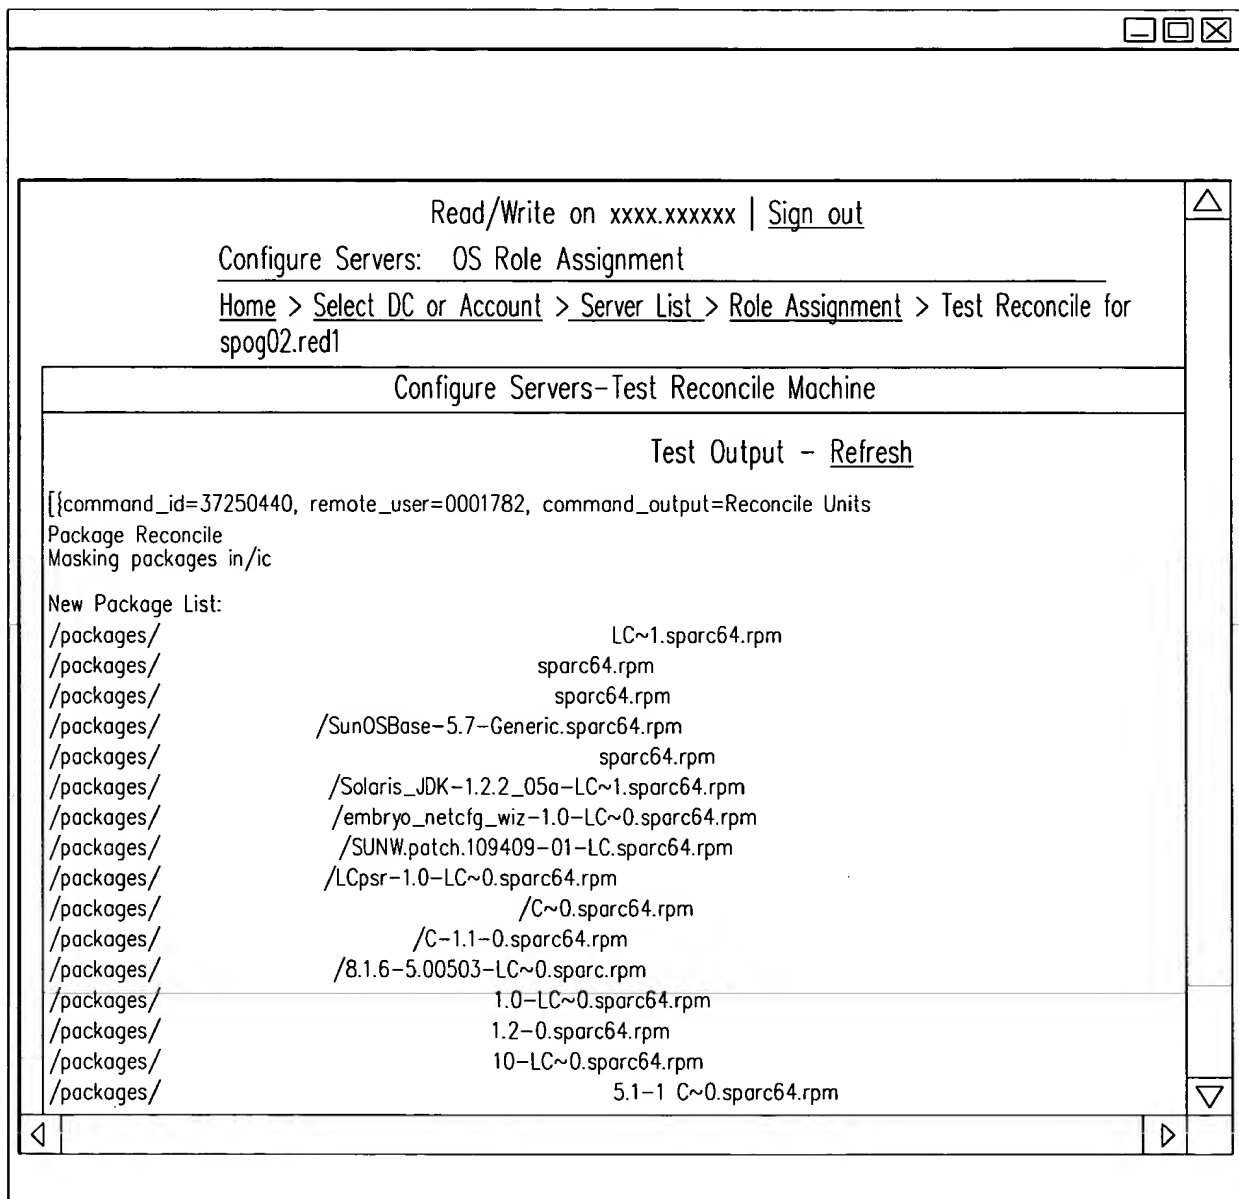 Read/Write on xxxx.xxxxxx | Sign out
Configure Servers: OS Role Assignment
Home > Select DC or Account > Server List > Role Assignment > Test Reconcile for
spog02.red1
Configure Servers-Test Reconcile Machine
Test Output - Refresh
[{command_id=37250440, remote_user=0001782, command_output=Reconcile Units
Package Reconcile
Masking packages in/ic
New Package List:
/packages/ LC~1.sparc64.rpm
/packages/ sparc64.rpm
/packages/ sparc64.rpm
/packages/ /SunOSBase-5.7-Generic.sparc64.rpm
/packages/ sparc64.rpm
/packages/ /Solaris_JDK-1.2.2_05a-LC~1.sparc64.rpm
/packages/ /embryo_netcfg_wiz-1.0-LC~0.sparc64.rpm
/packages/ /SUNW.patch.109409-01-LC.sparc64.rpm
/packages/ /LCpsr-1.0-LC~0.sparc64.rpm
/packages/ /C~0.sparc64.rpm
/packages/ /C-1.1-0.sparc64.rpm
/packages/ /8.1.6-5.00503-LC~0.sparc.rpm
/packages/ 1.0-LC~0.sparc64.rpm
/packages/ 1.2-0.sparc64.rpm
/packages/ 10-LC~0.sparc64.rpm
/packages/ 5.1-1 C~0.sparc64.rpm